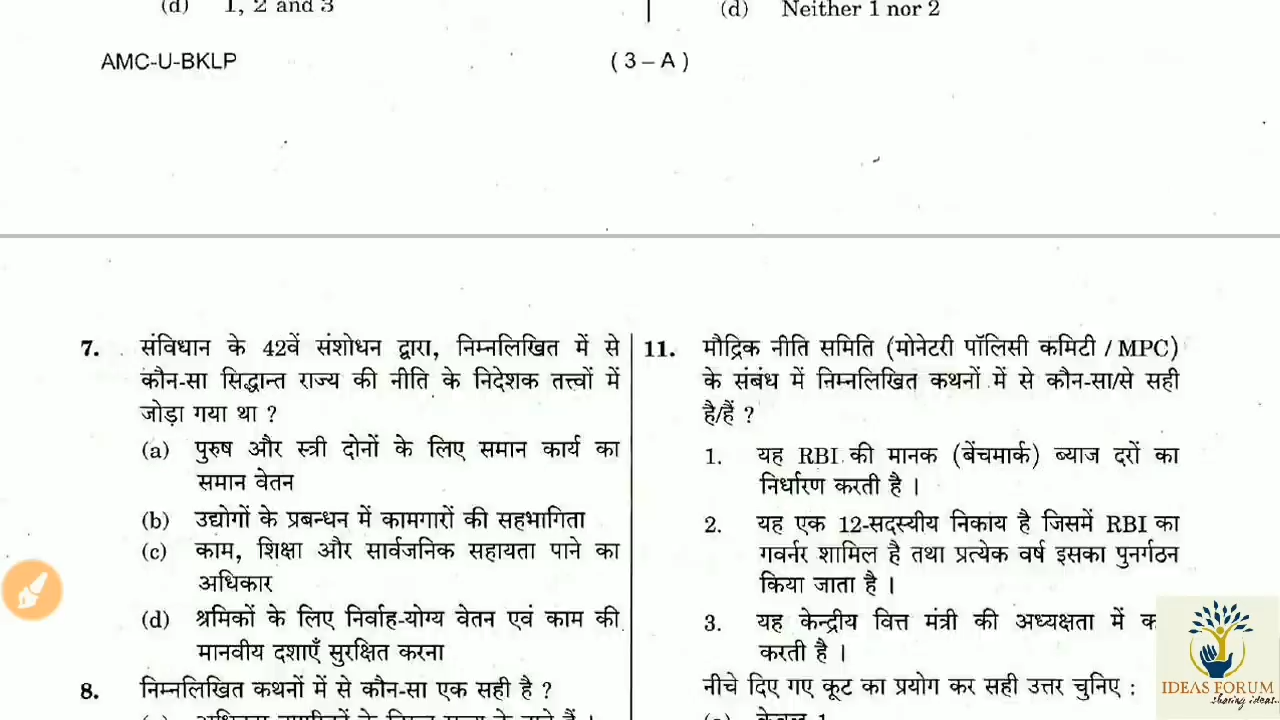 (d) 1, 2 and 3
(d) Neither 1 nor 2
AMC-U-BKLP
( 3 – A )
7. संविधान के 42वें संशोधन द्वारा, निम्नलिखित में से
कौन-सा सिद्धान्त राज्य की नीति के निदेशक तत्त्वों में
जोड़ा गया था ?
(a) पुरुष और स्त्री दोनों के लिए समान कार्य का
समान वेतन
(b) उद्योगों के प्रबन्धन में कामगारों की सहभागिता
(c) काम, शिक्षा और सार्वजनिक सहायता पाने का
अधिकार
(d) श्रमिकों के लिए निर्वाह-योग्य वेतन एवं काम की
मानवीय दशाएँ सुरक्षित करना
8. निम्नलिखित कथनों में से कौन-सा एक सही है ?
11. मौद्रिक नीति समिति (मोनेटरी पॉलिसी कमिटी / MPC)
के संबंध में निम्नलिखित कथनों में से कौन-सा/से सही
है/हैं ?
1. यह RBI की मानक (बेंचमार्क) ब्याज दरों का
निर्धारण करती है ।
2. यह एक 12-सदस्यीय निकाय है जिसमें RBI का
गवर्नर शामिल है तथा प्रत्येक वर्ष इसका पुनर्गठन
किया जाता है ।
3. यह केन्द्रीय वित्त मंत्री की अध्यक्षता में
करती है ।
नीचे दिए गए कूट का प्रयोग कर सही उत्तर चुनिए :
(a) केवल 1
IDEAS FORUM
sharing ideas